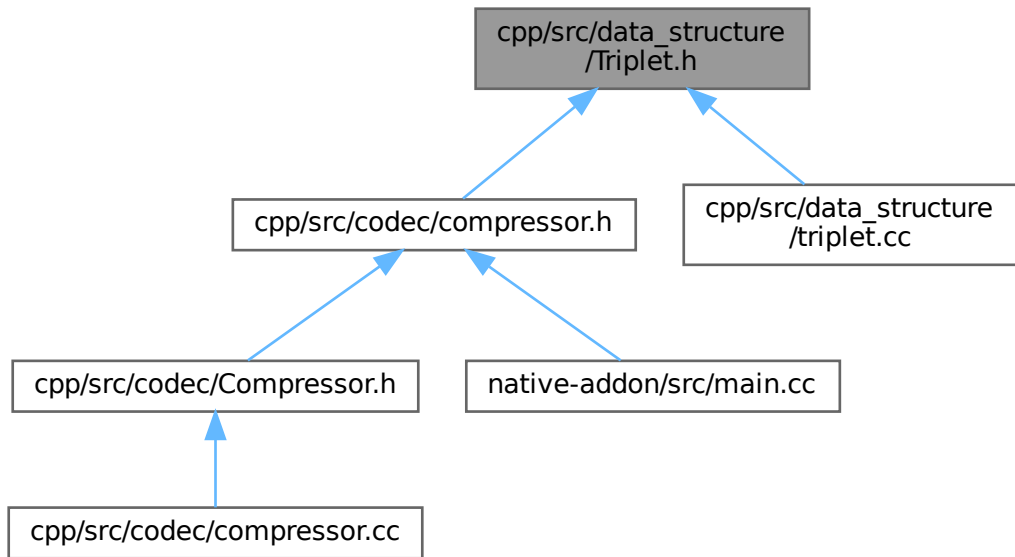 cpp/src/data_structure
/Triplet.h
cpp/src/codec/compressor.h
cpp/src/data_structure
/triplet.cc
cpp/src/codec/Compressor.h
native-addon/src/main.cc
cpp/src/codec/compressor.cc